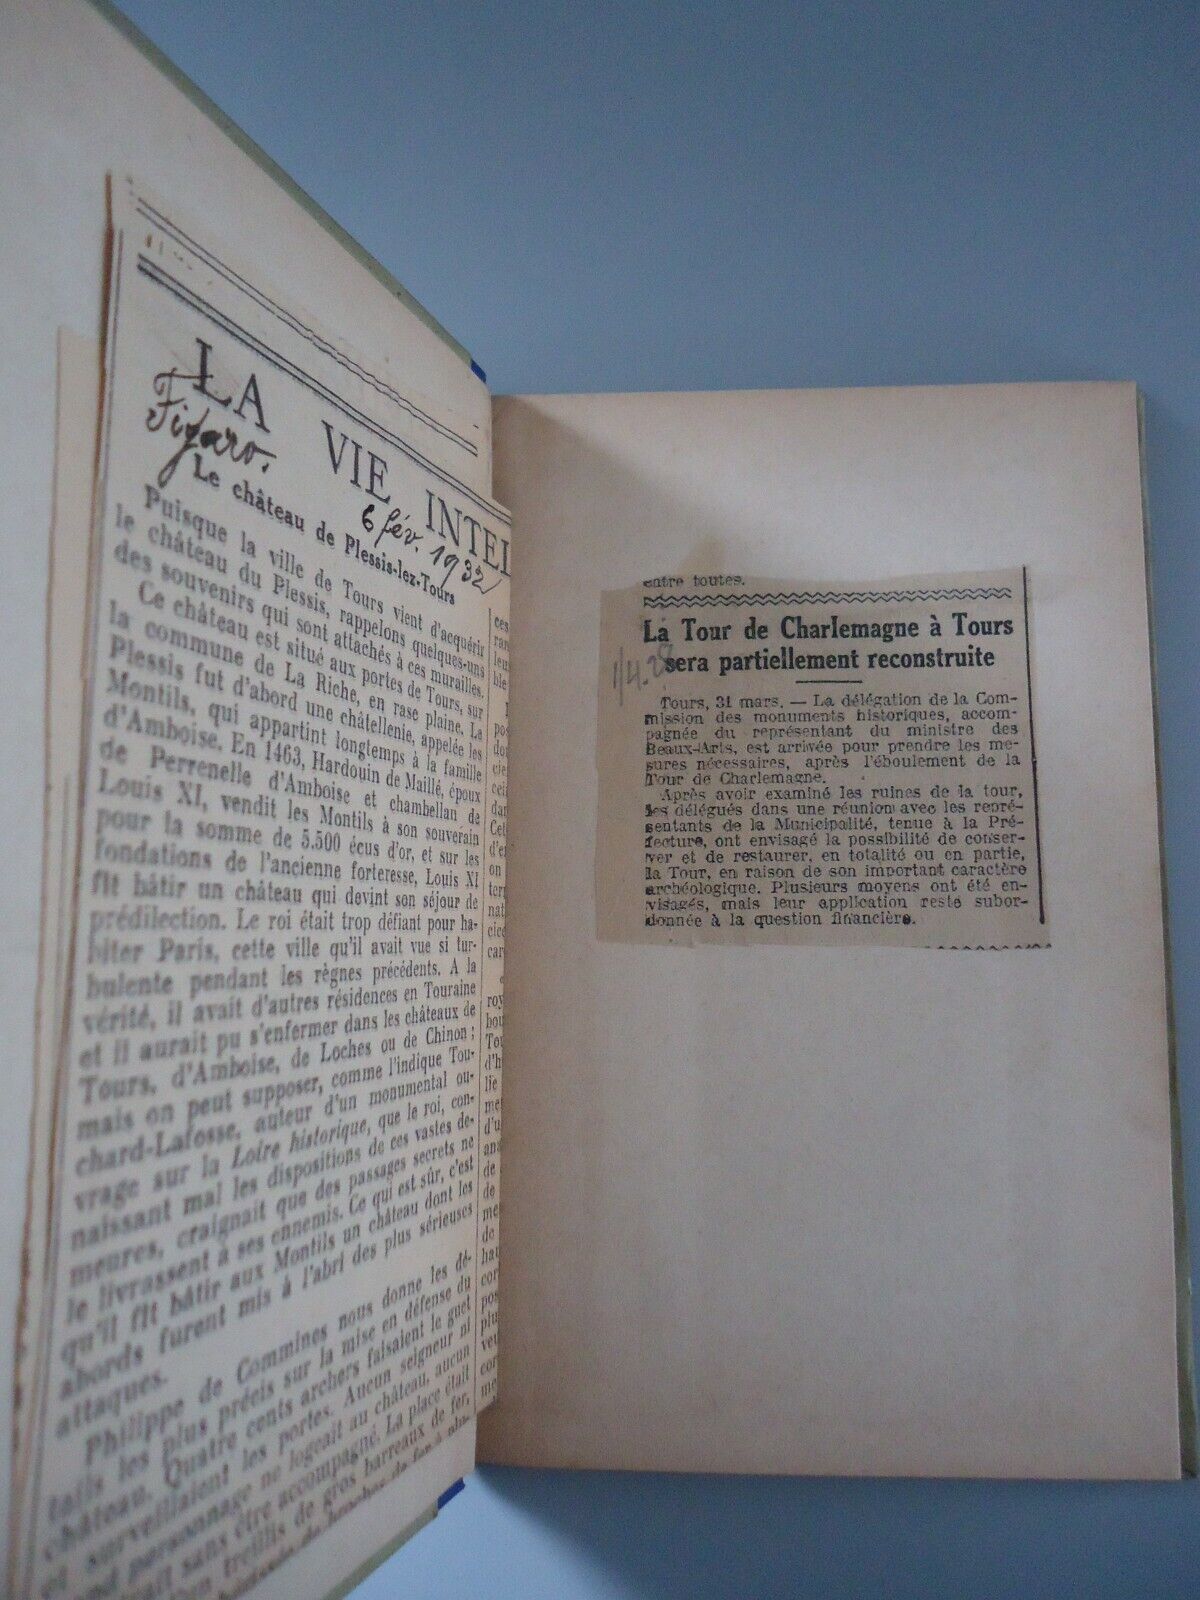 LA VIE INTEL
Figaro.
6 fév. 1932
Le château de Plessis-lez-Tours
Puisque la ville de Tours vient d'acquérir
le château du Plessis, rappelons quelques-uns
des souvenirs qui sont attachés à ces murailles.
Ce château est situé aux portes de Tours, sur
la commune de La Riche, en rase plaine. Le
Plessis fut d'abord une châtellenie, appelée les
Montils, qui appartint longtemps à la famille
d'Amboise. En 1463, Hardouin de Maillé, époux
de Perrenelle d'Amboise et chambellan de
Louis XI, vendit les Montils à son souverain
pour la somme de 5.500 écus d'or, et sur les
fondations de l'ancienne forteresse, Louis XI
fit bâtir un château qui devint son séjour de
prédilection. Le roi était trop défiant pour ha-
biter Paris, cette ville qu'il avait vue si tur-
bulente pendant les règnes précédents. A la
vérité, il avait d'autres résidences en Touraine
et il aurait pu s'enfermer dans les châteaux de
Tours, d'Amboise, de Loches ou de Chinon ;
mais on peut supposer, comme l'indique Tou-
chard-Lafosse, auteur d'un monumental ou-
vrage sur la Loire historique, que le roi, con-
naissant mal les dispositions de ces vastes de-
meures, craignait que des passages secrets ne
le livrassent à ses ennemis. Ce qui est sûr, c'est
qu'il fit bâtir aux Montils un château dont les
abords furent mis à l'abri des plus sérieuses
attaques.
Philippe de Commines nous donne les dé-
tails les plus précis sur la mise en défense du
château. Quatre cents archers faisaient le guet
et surveillaient les portes. Aucun seigneur ni
personnage ne logeait au château, aucun
sans être accompagné. La place était
treillis de gros barreaux de fer,
entre toutes.
La Tour de Charlemagne à Tours
sera partiellement reconstruite
1/4.28
Tours, 31 mars. — La délégation de la Com-
mission des monuments historiques, accom-
pagnée du représentant du ministre des
Beaux-Arts, est arrivée pour prendre les me-
sures nécessaires, après l'éboulement de la
Tour de Charlemagne.
Après avoir examiné les ruines de la tour,
les délégués dans une réunion avec les repré-
sentants de la Municipalité, tenue à la Pré-
fecture, ont envisagé la possibilité de conser-
ver et de restaurer, en totalité ou en partie,
la Tour, en raison de son important caractère
archéologique. Plusieurs moyens ont été en-
visagés, mais leur application reste subor-
donnée à la question financière.